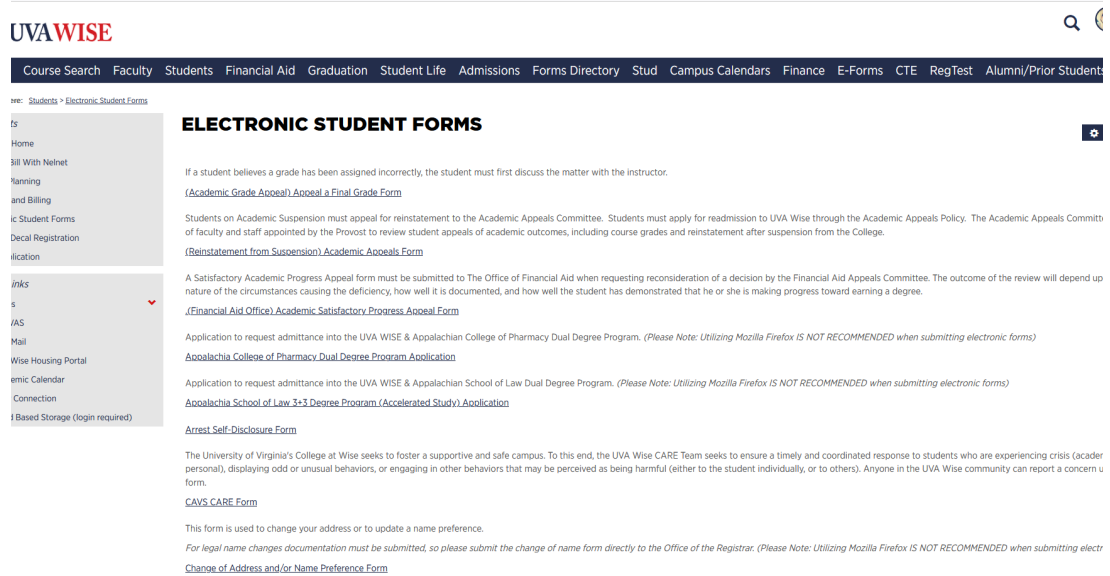 UVAWISE
Course Search Faculty Students Financial Aid Graduation Student Life Admissions Forms Directory Stud Campus Calendars Finance E-Forms CTE RegTest Alumni/Prior Students
ere: Students > Electronic Student Forms
ts
Home
Bill With Nelnet
Planning
and Billing
ic Student Forms
Decal Registration
plication
inks
s
VAS
Mail
Wise Housing Portal
emic Calendar
Connection
d Based Storage (login required)
ELECTRONIC STUDENT FORMS
If a student believes a grade has been assigned incorrectly, the student must first discuss the matter with the instructor.
(Academic Grade Appeal) Appeal a Final Grade Form
Students on Academic Suspension must appeal for reinstatement to the Academic Appeals Committee. Students must apply for readmission to UVA Wise through the Academic Appeals Policy. The Academic Appeals Committe
of faculty and staff appointed by the Provost to review student appeals of academic outcomes, including course grades and reinstatement after suspension from the College.
(Reinstatement from Suspension) Academic Appeals Form
A Satisfactory Academic Progress Appeal form must be submitted to The Office of Financial Aid when requesting reconsideration of a decision by the Financial Aid Appeals Committee. The outcome of the review will depend up
nature of the circumstances causing the deficiency, how well it is documented, and how well the student has demonstrated that he or she is making progress toward earning a degree.
.(Financial Aid Office) Academic Satisfactory Progress Appeal Form
Application to request admittance into the UVA WISE & Appalachian College of Pharmacy Dual Degree Program. (Please Note: Utilizing Mozilla Firefox IS NOT RECOMMENDED when submitting electronic forms)
Appalachia College of Pharmacy Dual Degree Program Application
Application to request admittance into the UVA WISE & Appalachian School of Law Dual Degree Program. (Please Note: Utilizing Mozilla Firefox IS NOT RECOMMENDED when submitting electronic forms)
Appalachia School of Law 3+3 Degree Program (Accelerated Study) Application
Arrest Self-Disclosure Form
The University of Virginia's College at Wise seeks to foster a supportive and safe campus. To this end, the UVA Wise CARE Team seeks to ensure a timely and coordinated response to students who are experiencing crisis (acader
personal), displaying odd or unusual behaviors, or engaging in other behaviors that may be perceived as being harmful (either to the student individually, or to others). Anyone in the UVA Wise community can report a concern u
form.
CAVS CARE Form
This form is used to change your address or to update a name preference.
For legal name changes documentation must be submitted, so please submit the change of name form directly to the Office of the Registrar. (Please Note: Utilizing Mozilla Firefox IS NOT RECOMMENDED when submitting electr
Change of Address and/or Name Preference Form